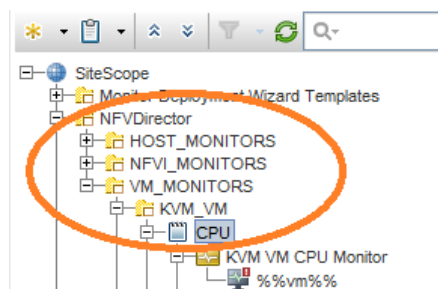 SiteScope
Monitor Deployment Wizard Templates
NFVDirector
HOST_MONITORS
NFVI_MONITORS
VM_MONITORS
KVM_VM
CPU
KVM VM CPU Monitor
%%vm%%